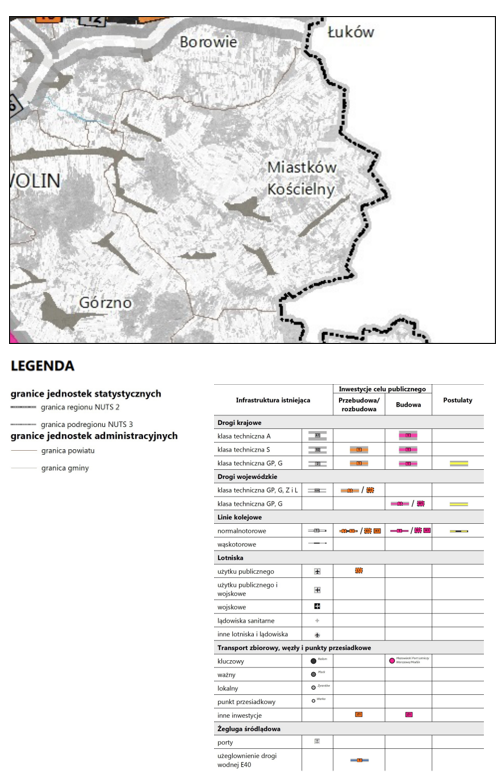 Borowie
Łuków
Miastków
Kościelny
WOLIN
Górzno
LEGENDA
granice jednostek statystycznych
granica regionu NUTS 2
granica podregionu NUTS 3
granice jednostek administracyjnych
granica powiatu
granica gminy
Infrastruktura istniejąca
Inwestycje celu publicznego
Postulaty
Przebudowa/
rozbudowa
Budowa
Drogi krajowe
klasa techniczna A
klasa techniczna S
klasa techniczna GP, G
Drogi wojewódzkie
klasa techniczna GP, G, Z i L
/
klasa techniczna GP, G
/
Linie kolejowe
normalnotorowe
/
/
wąskotorowe
Lotniska
użytku publicznego
użytku publicznego i
wojskowe
wojskowe
lądowiska sanitarne
inne lotniska i lądowiska
Transport zbiorowy, węzły i punkty przesiadkowe
kluczowy
ważny
lokalny
punkt przesiadkowy
inne inwestycje
Żegluga śródlądowa
porty
użeglownienie drogi
wodnej E40